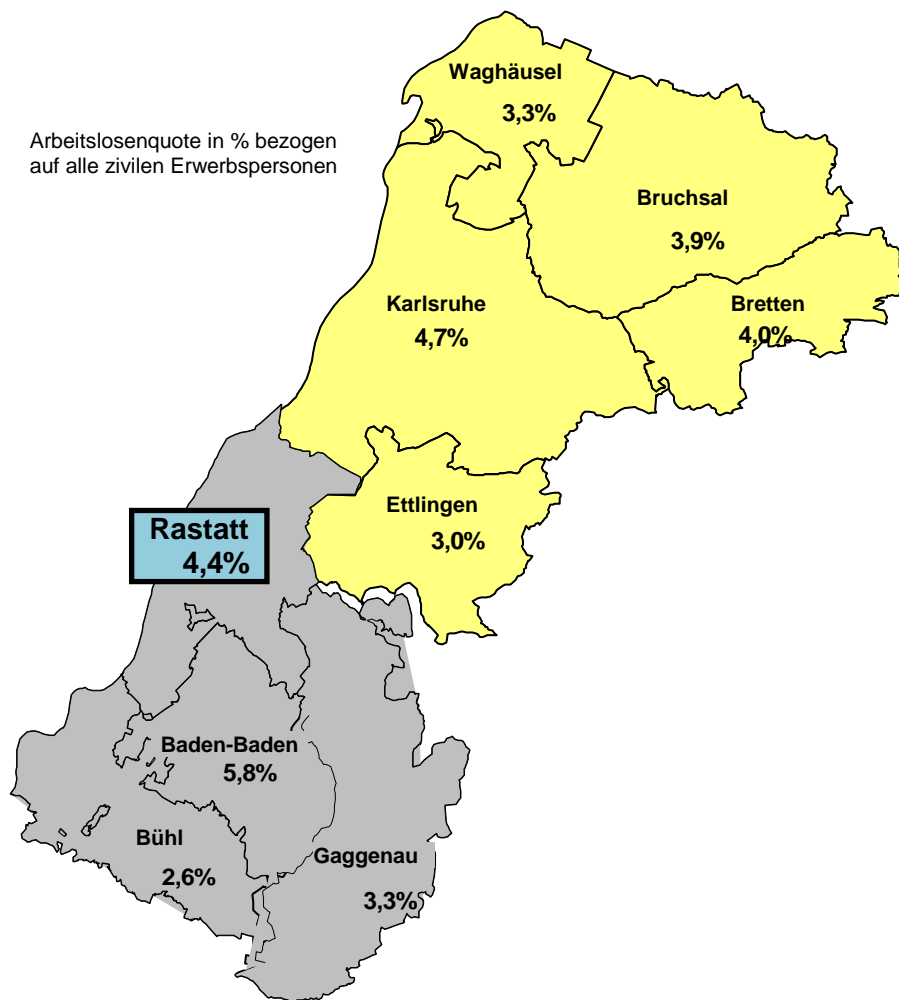 Waghäusel
3,3%
Arbeitslosenquote in % bezogen
auf alle zivilen Erwerbspersonen
Bruchsal
3,9%
Karlsruhe
4,7%
Bretten
4,0%
Ettlingen
3,0%
Rastatt
4,4%
Baden-Baden
5,8%
Bühl
2,6%
Gaggenau
3,3%